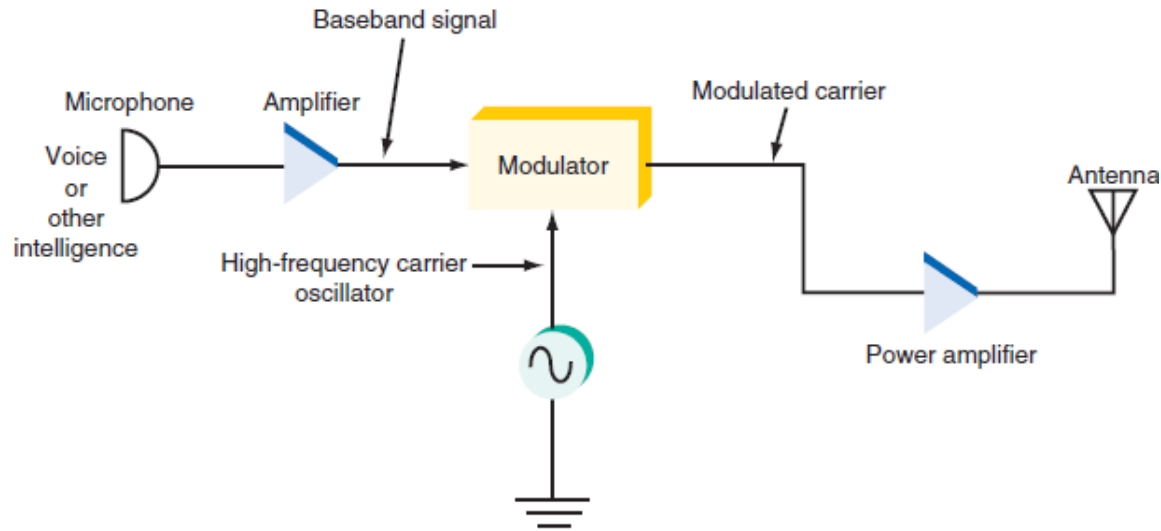 Baseband signal
Microphone
Amplifier
Modulated carrier
Voice
or
other
intelligence
Modulator
Antenna
High-frequency carrier
oscillator
Power amplifier